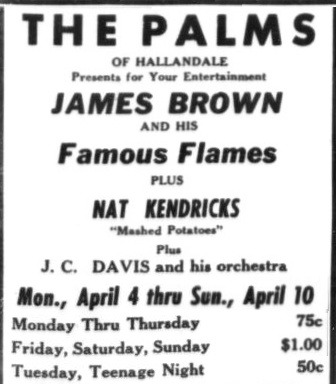 THE PALMS
OF HALLANDALE
Presents for Your Entertainment
JAMES BROWN
AND HIS
Famous Flames
PLUS
NAT KENDRICKS
"Mashed Potatoes"
Plus
J. C. DAVIS and his orchestra
Mon., April 4 thru Sun., April 10
Monday Thru Thursday 75c
Friday, Saturday, Sunday $1.00
Tuesday, Teenage Night 50c